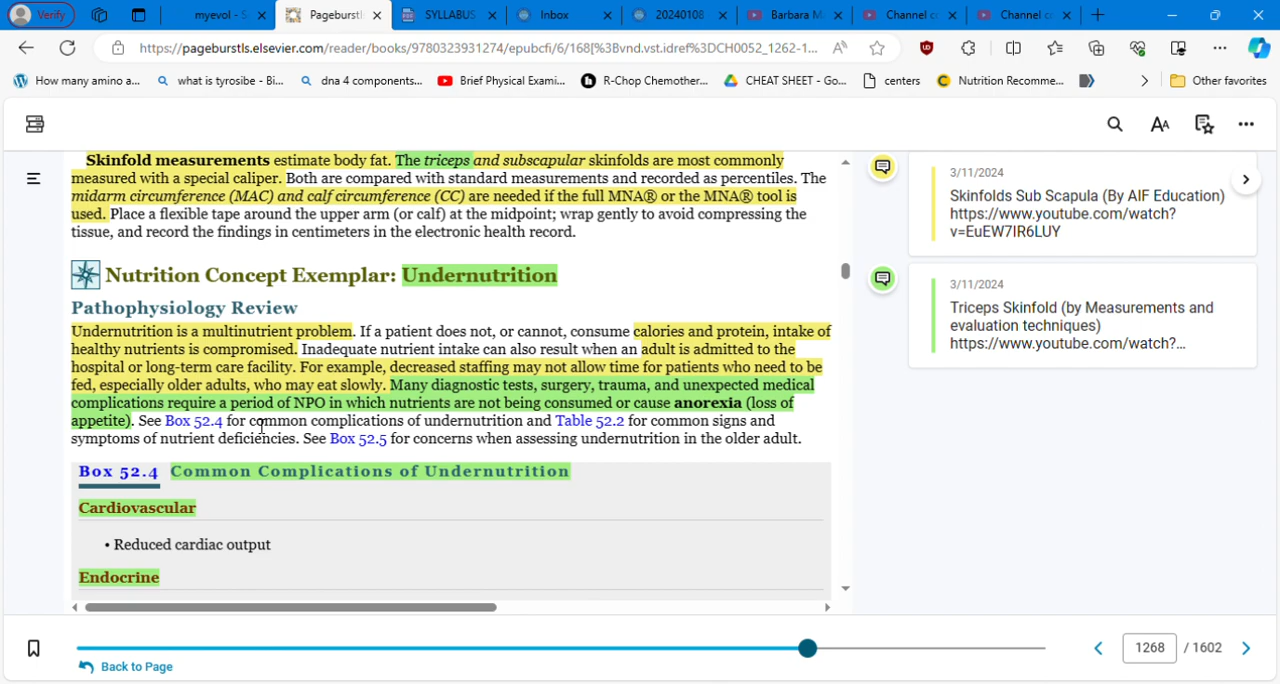 Verify
myevol - S
Pageburstl
SYLLABUS
Inbox
20240108
Barbara M
Channel c
Channel c
https://pageburstls.elsevier.com/reader/books/9780323931274/epubcfi/6/168[%3Bvnd.vst.idref%3DCH0052_1262-1...
How many amino a...
what is tyrosibe - Bi...
dna 4 components...
Brief Physical Exami...
R-Chop Chemother...
CHEAT SHEET - Go...
centers
Nutrition Recomme...
Other favorites
Skinfold measurements estimate body fat. The triceps and subscapular skinfolds are most commonly
measured with a special caliper. Both are compared with standard measurements and recorded as percentiles. The
midarm circumference (MAC) and calf circumference (CC) are needed if the full MNA® or the MNA® tool is
used. Place a flexible tape around the upper arm (or calf) at the midpoint; wrap gently to avoid compressing the
tissue, and record the findings in centimeters in the electronic health record.
Nutrition Concept Exemplar: Undernutrition
Pathophysiology Review
Undernutrition is a multinutrient problem. If a patient does not, or cannot, consume calories and protein, intake of
healthy nutrients is compromised. Inadequate nutrient intake can also result when an adult is admitted to the
hospital or long-term care facility. For example, decreased staffing may not allow time for patients who need to be
fed, especially older adults, who may eat slowly. Many diagnostic tests, surgery, trauma, and unexpected medical
complications require a period of NPO in which nutrients are not being consumed or cause anorexia (loss of
appetite). See Box 52.4 for common complications of undernutrition and Table 52.2 for common signs and
symptoms of nutrient deficiencies. See Box 52.5 for concerns when assessing undernutrition in the older adult.
Box 52.4 Common Complications of Undernutrition
Cardiovascular
• Reduced cardiac output
Endocrine
3/11/2024
Skinfolds Sub Scapula (By AIF Education)
https://www.youtube.com/watch?
v=EuEW7IR6LUY
3/11/2024
Triceps Skinfold (by Measurements and
evaluation techniques)
https://www.youtube.com/watch?...
1268 / 1602
Back to Page